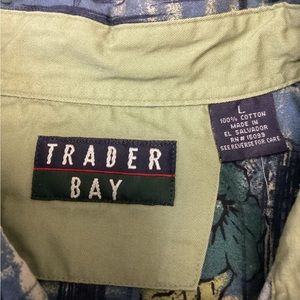 TRADER
BAY
L
100% COTTON
MADE IN
EL SALVADOR
RN# 15099
SEE REVERSE FOR CARE